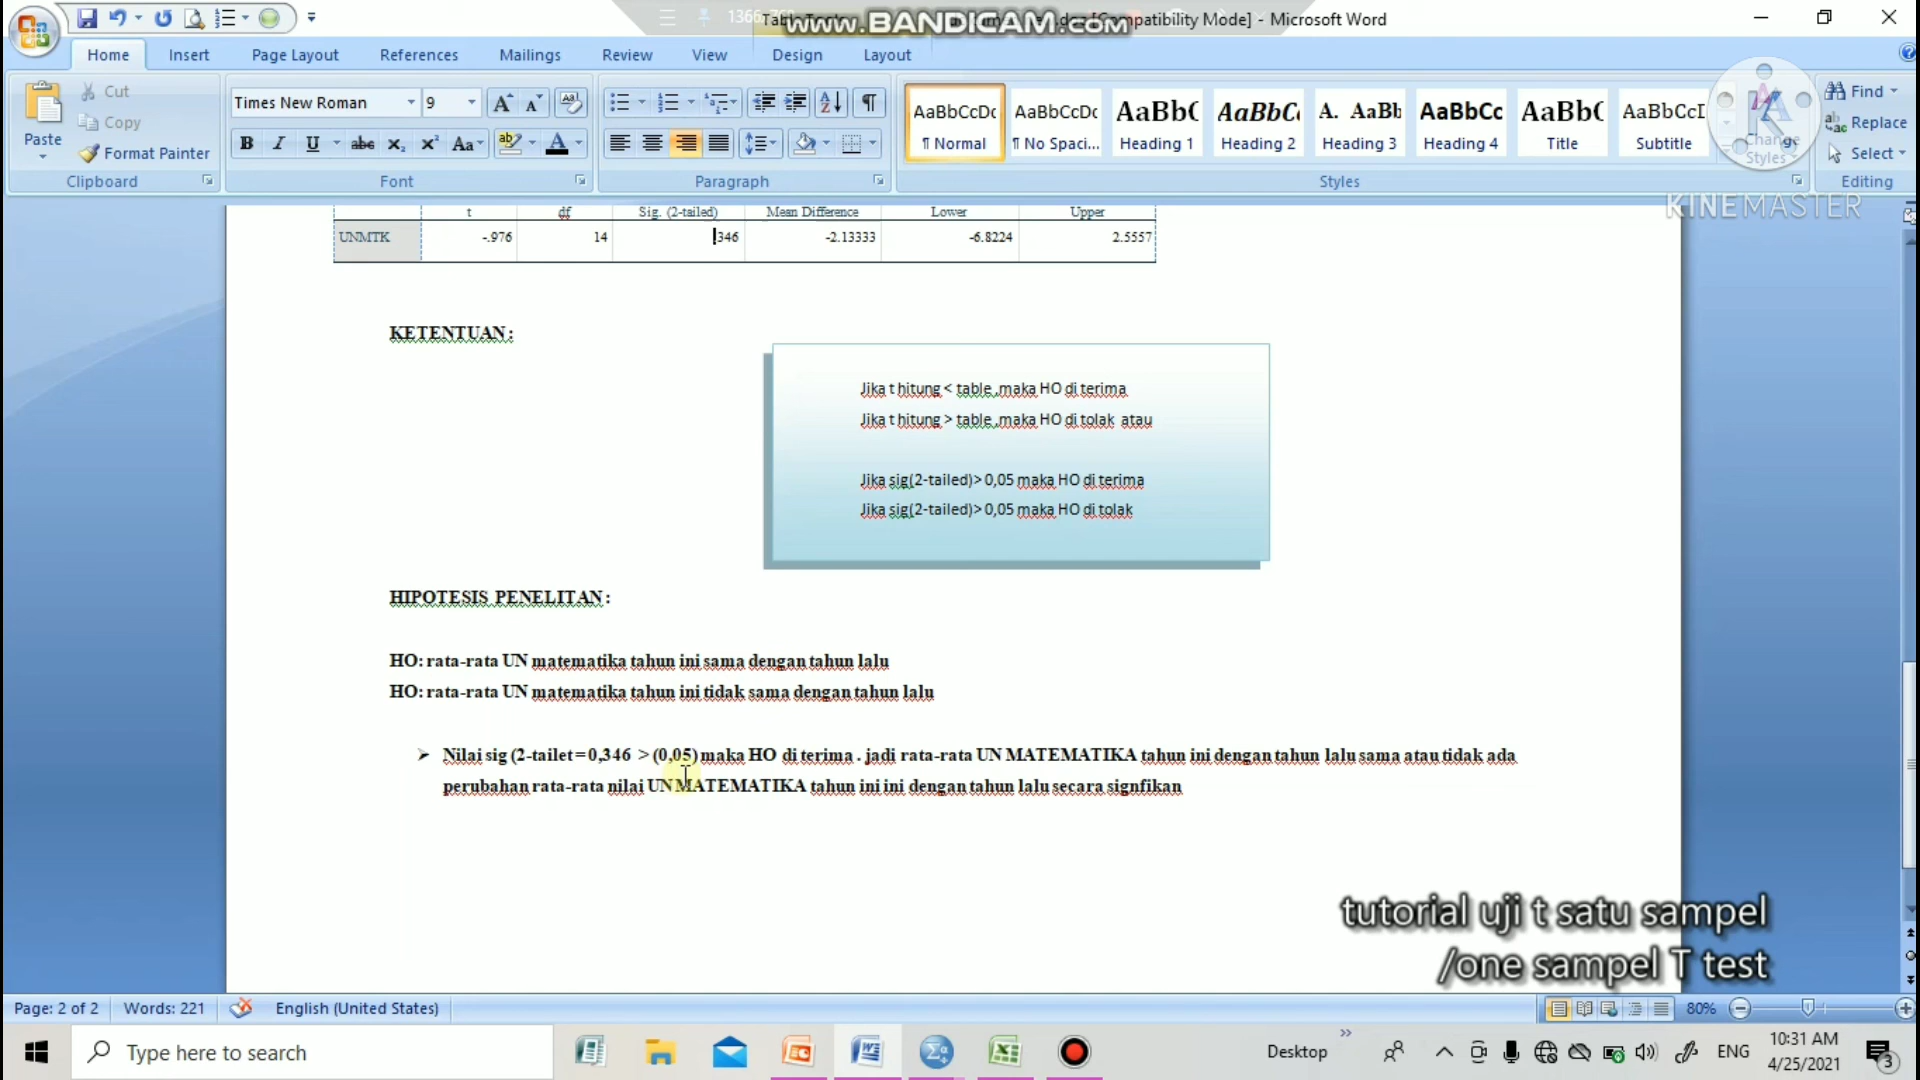 www.BANDICAM.com
[Compatibility Mode] - Microsoft Word
Home Insert Page Layout References Mailings Review View Design Layout
Paste
Cut
Copy
Format Painter
Clipboard
Times New Roman 9
Font
Paragraph
AaBbCcDc AaBbCcDc AaBbC AaBbCc A. AaBb AaBbCc AaBbC AaBbCcD
¶ Normal ¶ No Spaci... Heading 1 Heading 2 Heading 3 Heading 4 Title Subtitle
Change Styles
Styles
Find
Replace
Select
Editing
KINEMASTER
t df Sig. (2-tailed) Mean Difference Lower Upper
UNMTK -.976 14 346 -2.13333 -6.8224 2.5557
KETENTUAN:
Jika t hitung < table ,maka HO di terima
Jika t hitung > table ,maka HO di tolak atau
Jika sig(2-tailed)> 0,05 maka HO di terima
Jika sig(2-tailed)> 0,05 maka HO di tolak
HIPOTESIS PENELITAN:
HO: rata-rata UN matematika tahun ini sama dengan tahun lalu
HO: rata-rata UN matematika tahun ini tidak sama dengan tahun lalu
Nilai sig (2-tailet=0,346 > (0,05) maka HO di terima . jadi rata-rata UN MATEMATIKA tahun ini dengan tahun lalu sama atau tidak ada
perubahan rata-rata nilai UN MATEMATIKA tahun ini ini dengan tahun lalu secara signfikan
tutorial uji t satu sampel
/one sampel T test
Page: 2 of 2 Words: 221 English (United States) 80%
Type here to search
Desktop
ENG
10:31 AM
4/25/2021
3